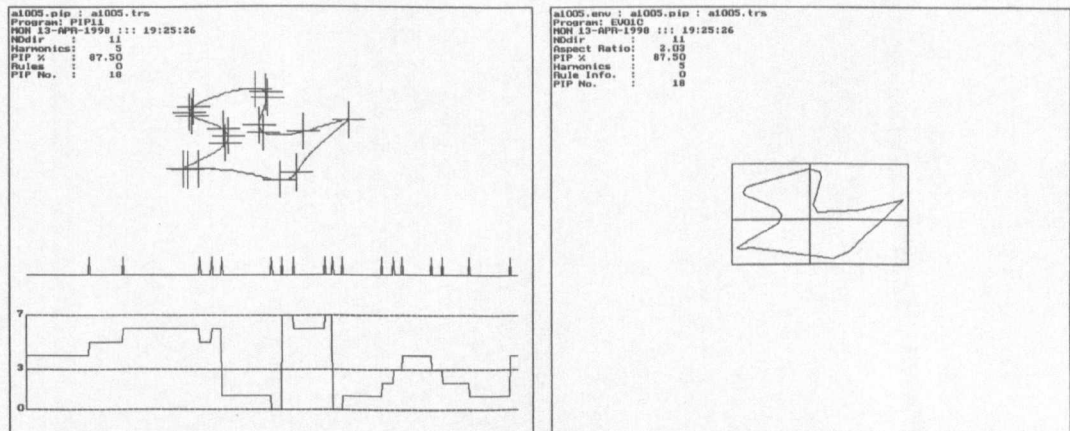 a1005.pip : a1005.trs
Program: PIP11
MON 13-APR-1998 ::: 19:25:26
NDdir : 11
Harmonics: 5
PIP % : 87.50
Rules : 0
PIP No. : 18
7
3
0
a1005.env : a1005.pip : a1005.trs
Program: EVO1C
MON 13-APR-1998 ::: 19:25:26
NDdir : 11
Aspect Ratio: 2.03
PIP % : 87.50
Harmonics : 5
Rule Info. : 0
PIP No. : 18